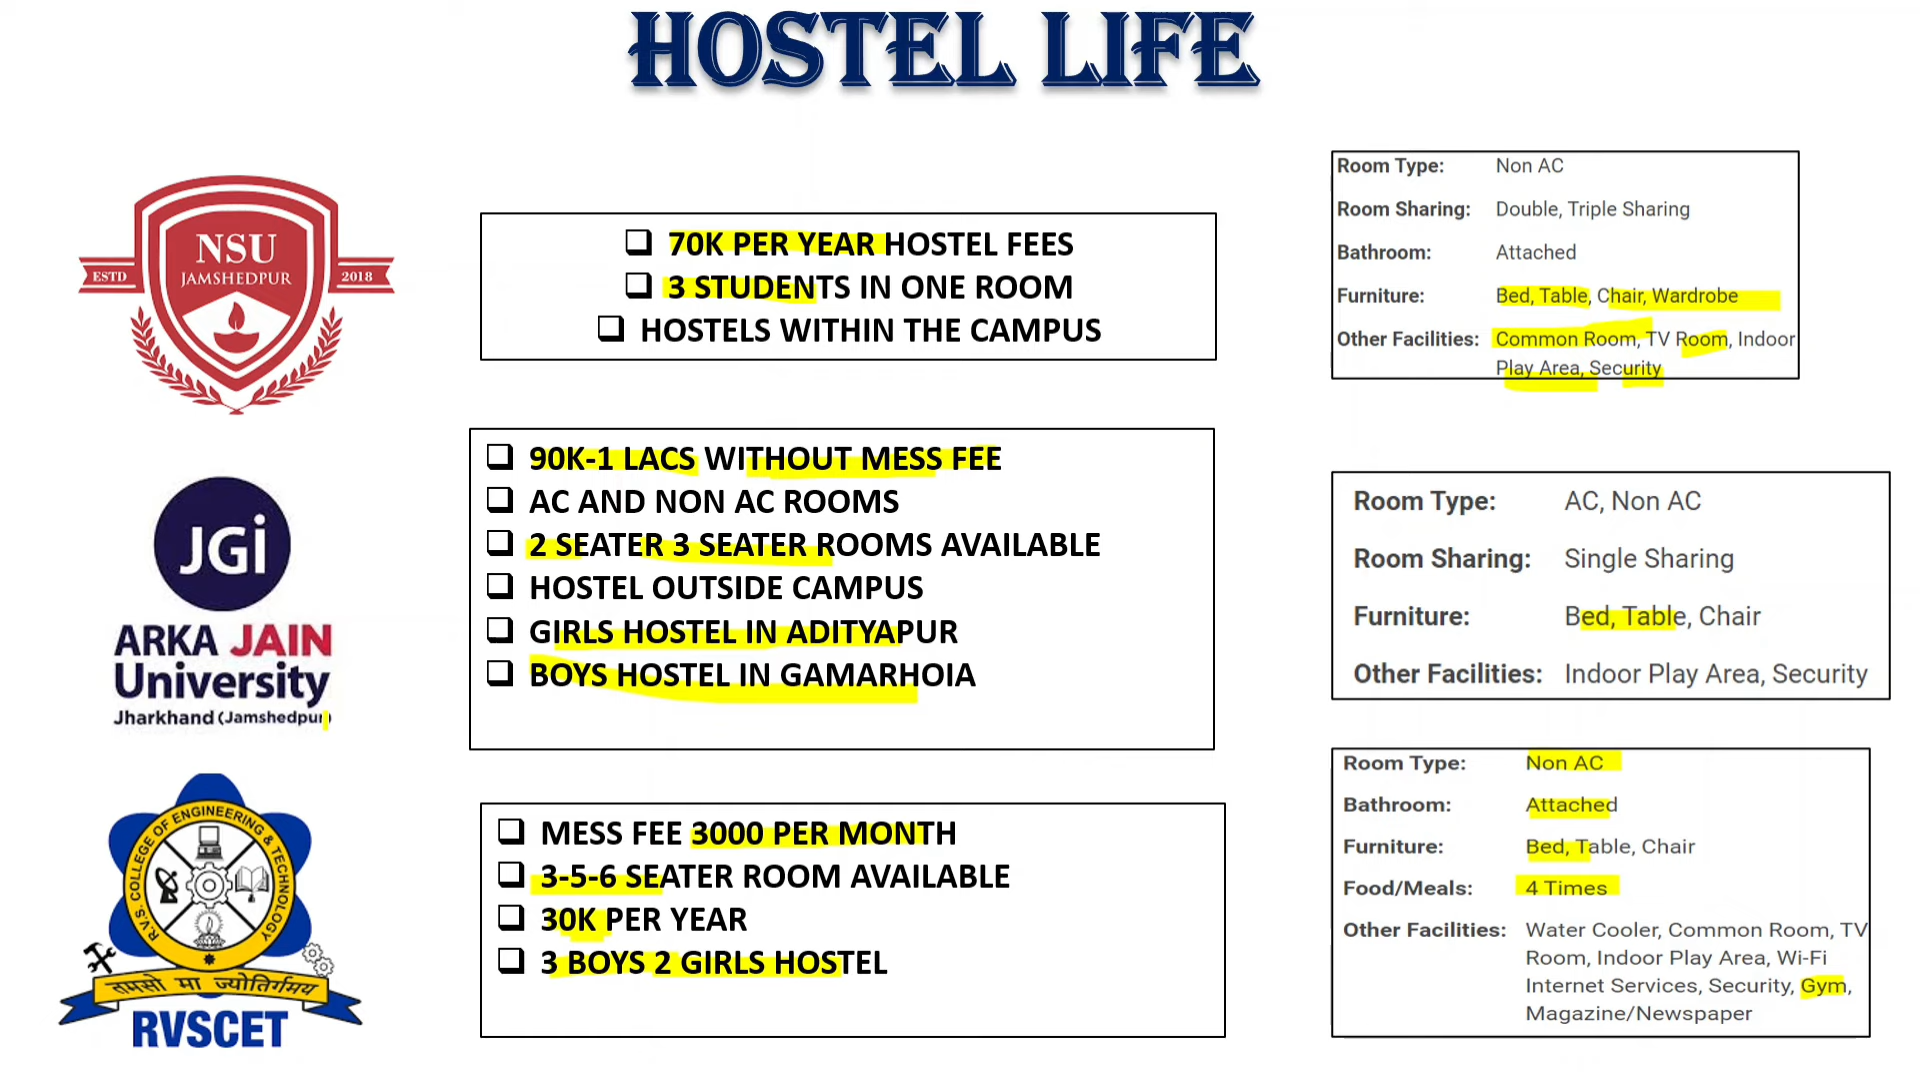 HOSTEL LIFE
NSU
JAMSHEDPUR
ESTD
2018
70K PER YEAR HOSTEL FEES
3 STUDENTS IN ONE ROOM
HOSTELS WITHIN THE CAMPUS
Room Type: Non AC
Room Sharing: Double, Triple Sharing
Bathroom: Attached
Furniture: Bed, Table, Chair, Wardrobe
Other Facilities: Common Room, TV Room, Indoor
Play Area, Security
JGi
ARKA JAIN
University
Jharkhand (Jamshedpur)
90K-1 LACS WITHOUT MESS FEE
AC AND NON AC ROOMS
2 SEATER 3 SEATER ROOMS AVAILABLE
HOSTEL OUTSIDE CAMPUS
GIRLS HOSTEL IN ADITYAPUR
BOYS HOSTEL IN GAMARHOIA
Room Type: AC, Non AC
Room Sharing: Single Sharing
Furniture: Bed, Table, Chair
Other Facilities: Indoor Play Area, Security
R.V.S. COLLEGE OF ENGINEERING & TECHNOLOGY
तमसो मा ज्योतिर्गमय
RVSCET
MESS FEE 3000 PER MONTH
3-5-6 SEATER ROOM AVAILABLE
30K PER YEAR
3 BOYS 2 GIRLS HOSTEL
Room Type: Non AC
Bathroom: Attached
Furniture: Bed, Table, Chair
Food/Meals: 4 Times
Other Facilities: Water Cooler, Common Room, TV
Room, Indoor Play Area, Wi-Fi
Internet Services, Security, Gym,
Magazine/Newspaper